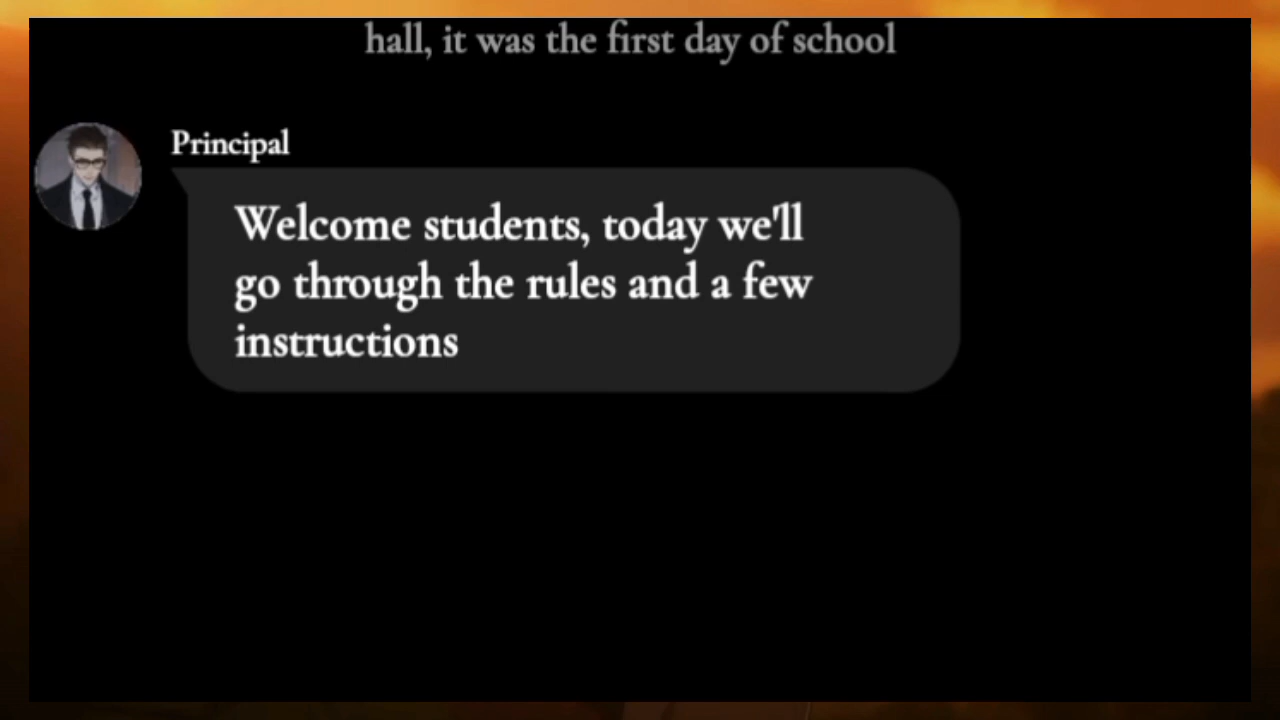 hall, it was the first day of school
Principal
Welcome students, today we'll
go through the rules and a few
instructions